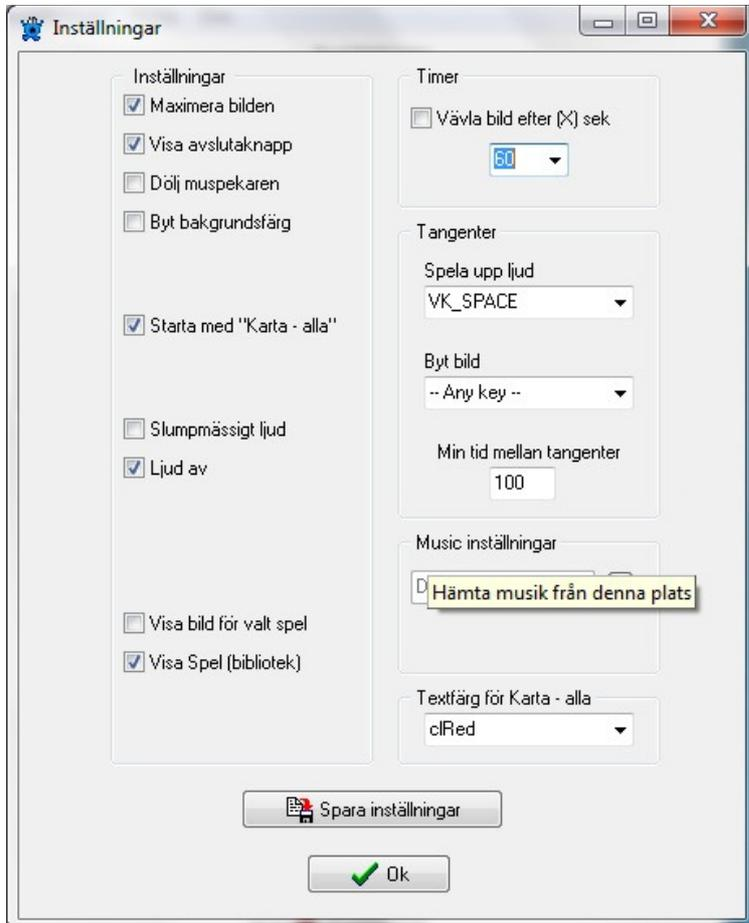 Inställningar
Inställningar
Maximera bilden
Visa avslutaknapp
Dölj muspekaren
Byt bakgrundsfärg
Starta med "Karta - alla"
Slumpmässigt ljud
Ljud av
Visa bild för valt spel
Visa Spel (bibliotek)
Timer
Vävla bild efter (X) sek
60
Tangenter
Spela upp ljud
VK_SPACE
Byt bild
-- Any key --
Min tid mellan tangenter
100
Music inställningar
Hämta musik från denna plats
Textfärg för Karta - alla
clRed
Spara inställningar
Ok